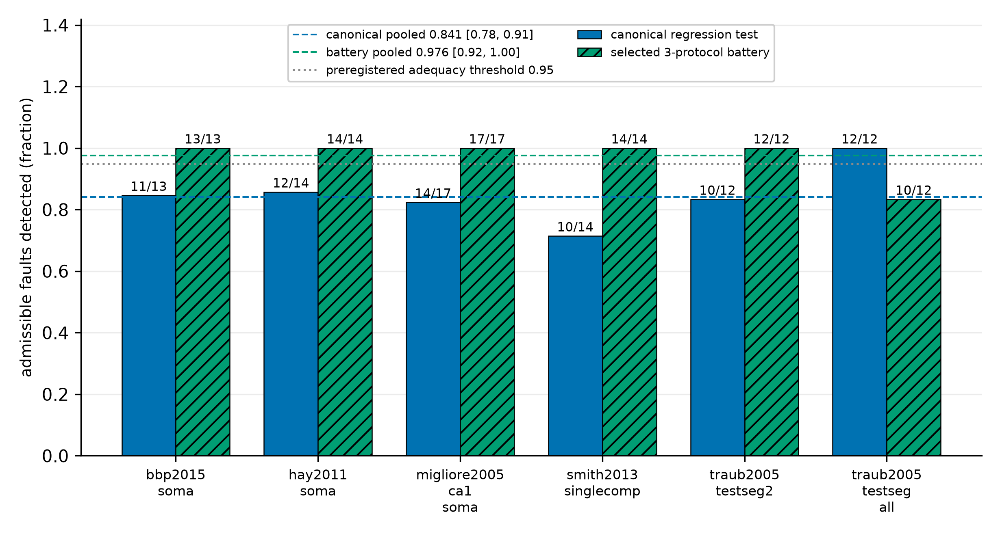 admissible faults detected (fraction)
1.4
1.2
1.0
0.8
0.6
0.4
0.2
0.0
canonical pooled 0.841 [0.78, 0.91]
battery pooled 0.976 [0.92, 1.00]
preregistered adequacy threshold 0.95
canonical regression test
selected 3-protocol battery
11/13
13/13
12/14
14/14
14/17
17/17
10/14
14/14
10/12
12/12
12/12
10/12
bbp2015
soma
hay2011
soma
migliore2005
ca1
soma
smith2013
singlecomp
traub2005
testseg2
traub2005
testseg
all